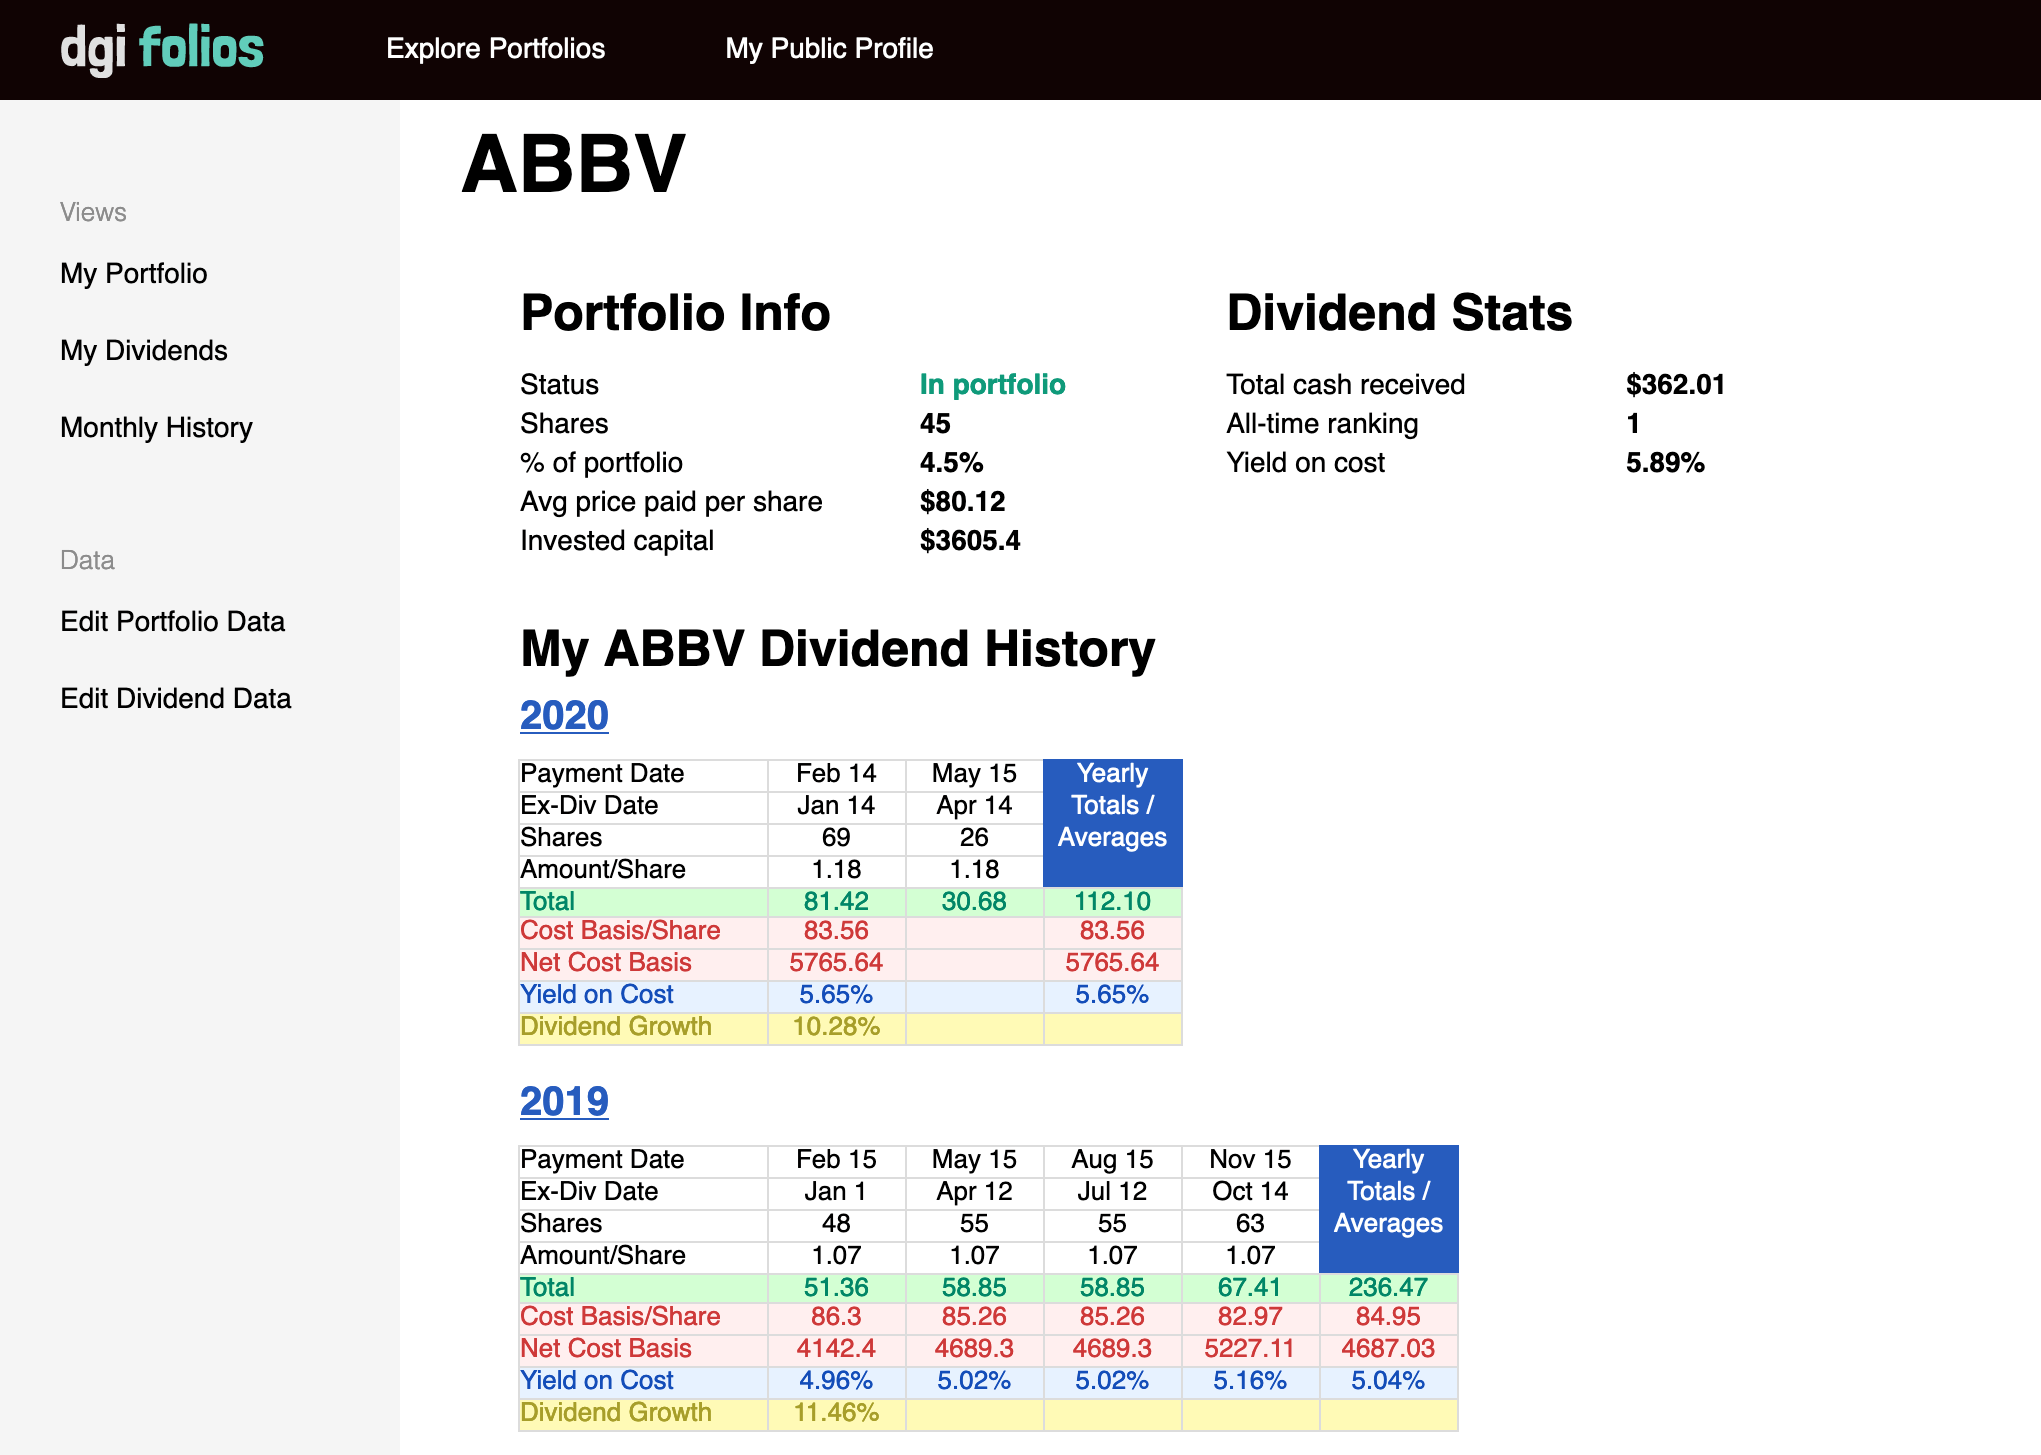 dgi folios
Explore Portfolios
My Public Profile
Views
My Portfolio
My Dividends
Monthly History
Data
Edit Portfolio Data
Edit Dividend Data
ABBV
Portfolio Info
Status In portfolio
Shares 45
% of portfolio 4.5%
Avg price paid per share $80.12
Invested capital $3605.4
Dividend Stats
Total cash received $362.01
All-time ranking 1
Yield on cost 5.89%
My ABBV Dividend History
2020
Payment Date Feb 14 May 15 Yearly
Ex-Div Date Jan 14 Apr 14 Totals /
Shares 69 26 Averages
Amount/Share 1.18 1.18
Total 81.42 30.68 112.10
Cost Basis/Share 83.56 83.56
Net Cost Basis 5765.64 5765.64
Yield on Cost 5.65% 5.65%
Dividend Growth 10.28%
2019
Payment Date Feb 15 May 15 Aug 15 Nov 15 Yearly
Ex-Div Date Jan 1 Apr 12 Jul 12 Oct 14 Totals /
Shares 48 55 55 63 Averages
Amount/Share 1.07 1.07 1.07 1.07
Total 51.36 58.85 58.85 67.41 236.47
Cost Basis/Share 86.3 85.26 85.26 82.97 84.95
Net Cost Basis 4142.4 4689.3 4689.3 5227.11 4687.03
Yield on Cost 4.96% 5.02% 5.02% 5.16% 5.04%
Dividend Growth 11.46%